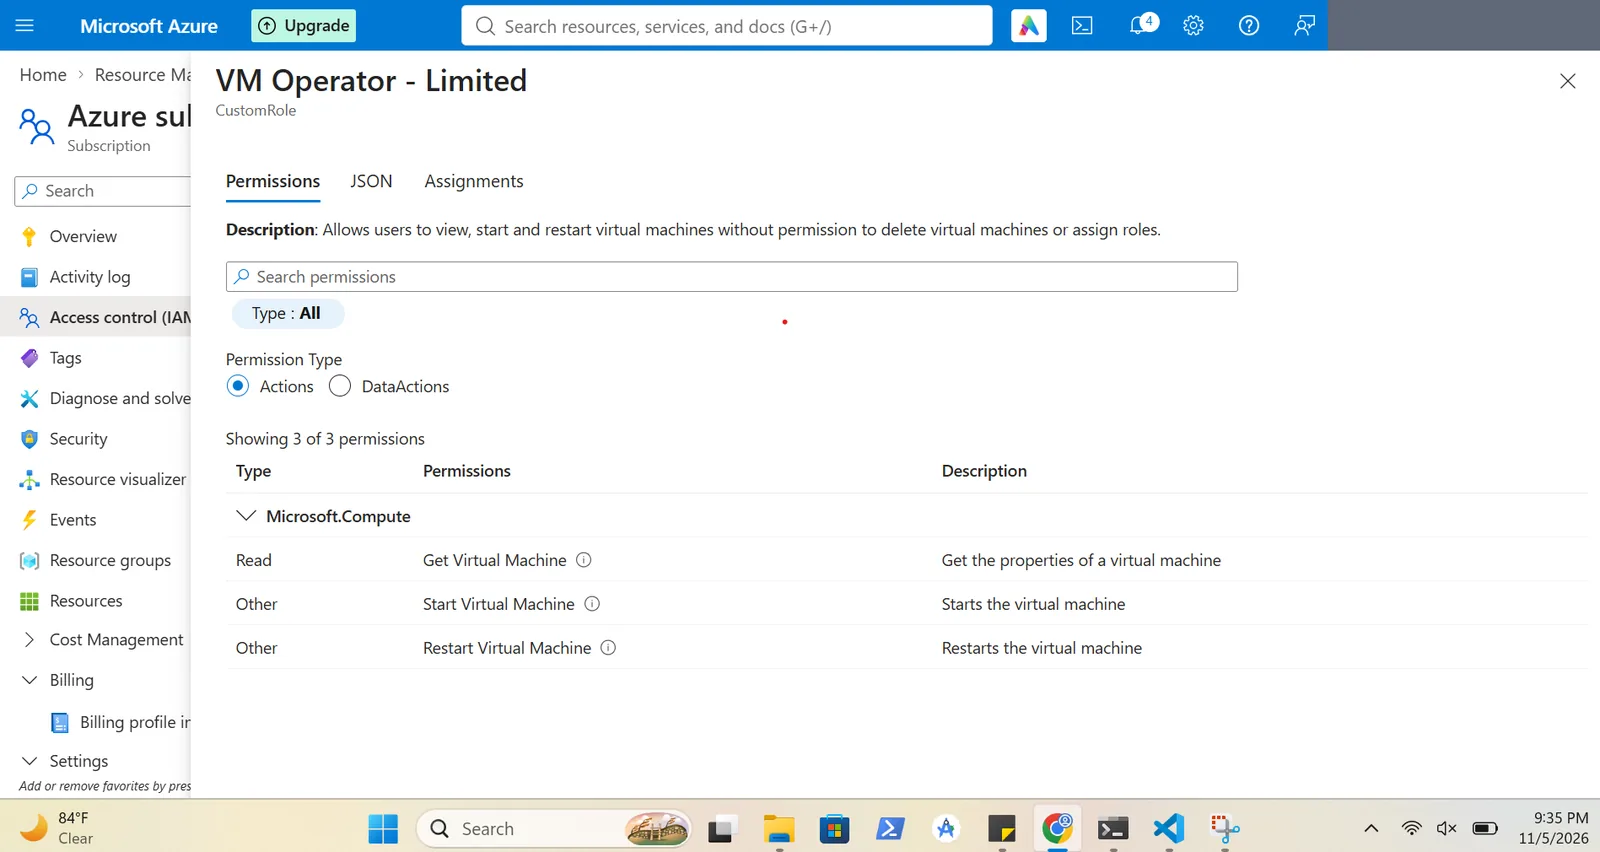 Microsoft Azure
Upgrade
Search resources, services, and docs (G+/)
4
Home > Resource Ma
Azure sul
Subscription
Search
Overview
Activity log
Access control (IAM
Tags
Diagnose and solve
Security
Resource visualizer
Events
Resource groups
Resources
Cost Management
Billing
Billing profile in
Settings
Add or remove favorites by pres
VM Operator - Limited
CustomRole
Permissions JSON Assignments
Description: Allows users to view, start and restart virtual machines without permission to delete virtual machines or assign roles.
Search permissions
Type : All
Permission Type
Actions DataActions
Showing 3 of 3 permissions
Type Permissions Description
Microsoft.Compute
Read Get Virtual Machine Get the properties of a virtual machine
Other Start Virtual Machine Starts the virtual machine
Other Restart Virtual Machine Restarts the virtual machine
84°F
Clear
Search
9:35 PM
11/5/2026